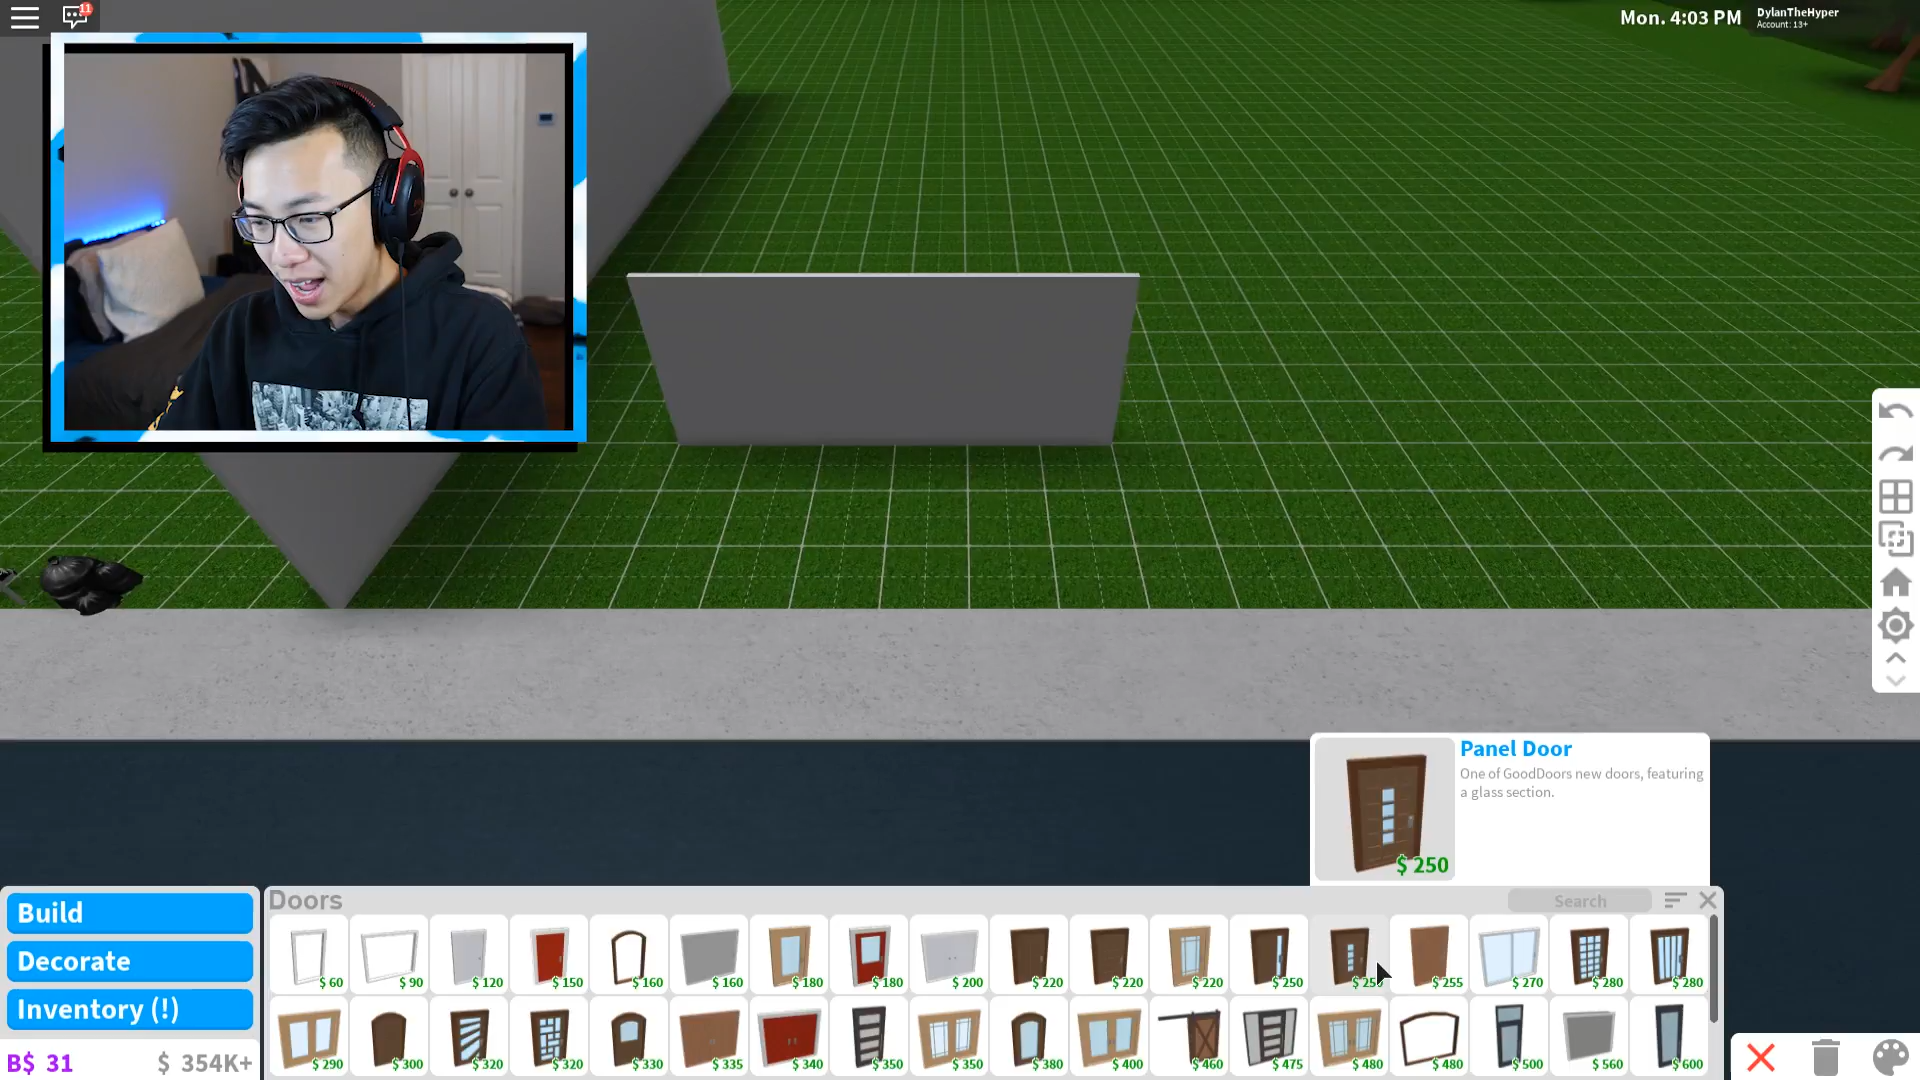 11
Mon. 4:03 PM
DylanTheHyper
Account: 13+
Panel Door
One of GoodDoors new doors, featuring
a glass section.
$ 250
Build
Decorate
Inventory (!)
B$ 31
$ 354K+
Doors
Search
$ 60
$ 90
$ 120
$ 150
$ 160
$ 160
$ 180
$ 180
$ 200
$ 220
$ 220
$ 220
$ 250
$ 250
$ 255
$ 270
$ 280
$ 280
$ 290
$ 300
$ 320
$ 320
$ 330
$ 335
$ 340
$ 350
$ 350
$ 380
$ 400
$ 460
$ 475
$ 480
$ 480
$ 500
$ 560
$ 600